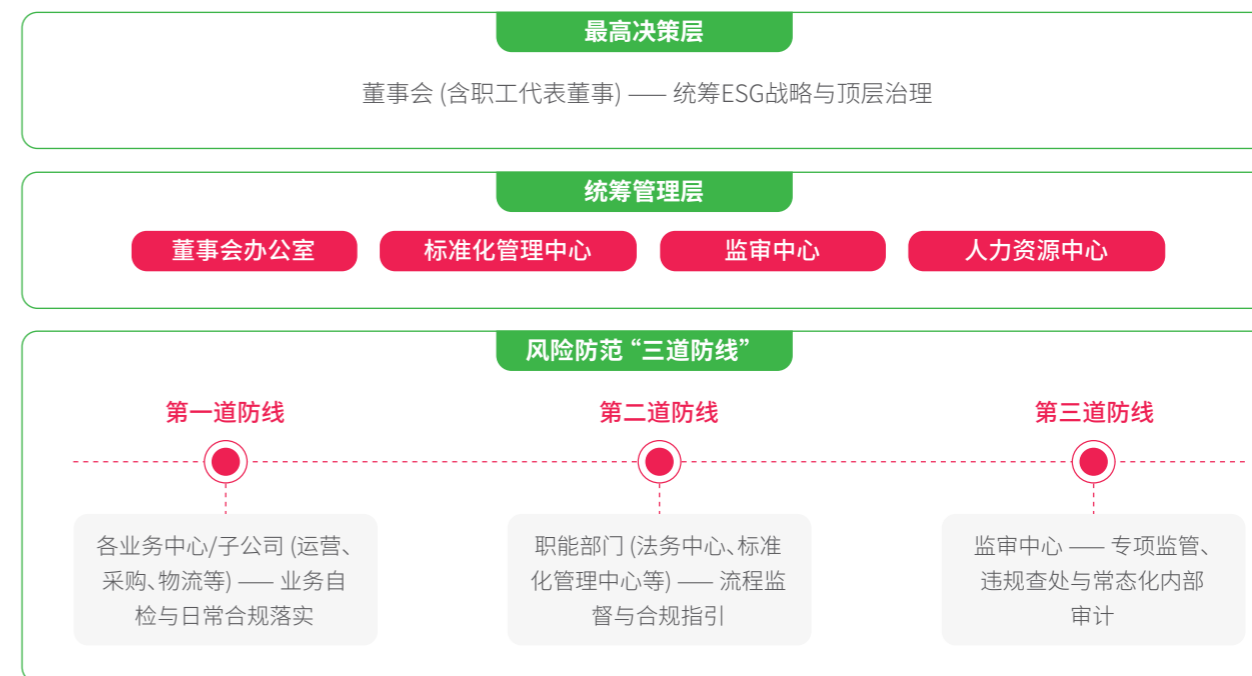 最高决策层
董事会 (含职工代表董事) —— 统筹ESG战略与顶层治理
统筹管理层
董事会办公室
标准化管理中心
监审中心
人力资源中心
风险防范“三道防线”
第一道防线
第二道防线
第三道防线
各业务中心/子公司 (运营、
采购、物流等) —— 业务自
检与日常合规落实
职能部门 (法务中心、标准
化管理中心等) —— 流程监
督与合规指引
监审中心 —— 专项监管、
违规查处与常态化内部
审计